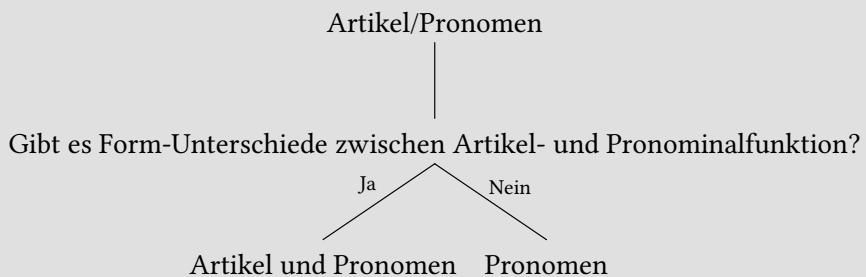 Artikel/Pronomen
Gibt es Form-Unterschiede zwischen Artikel- und Pronominalfunktion?
Ja Nein
Artikel und Pronomen Pronomen